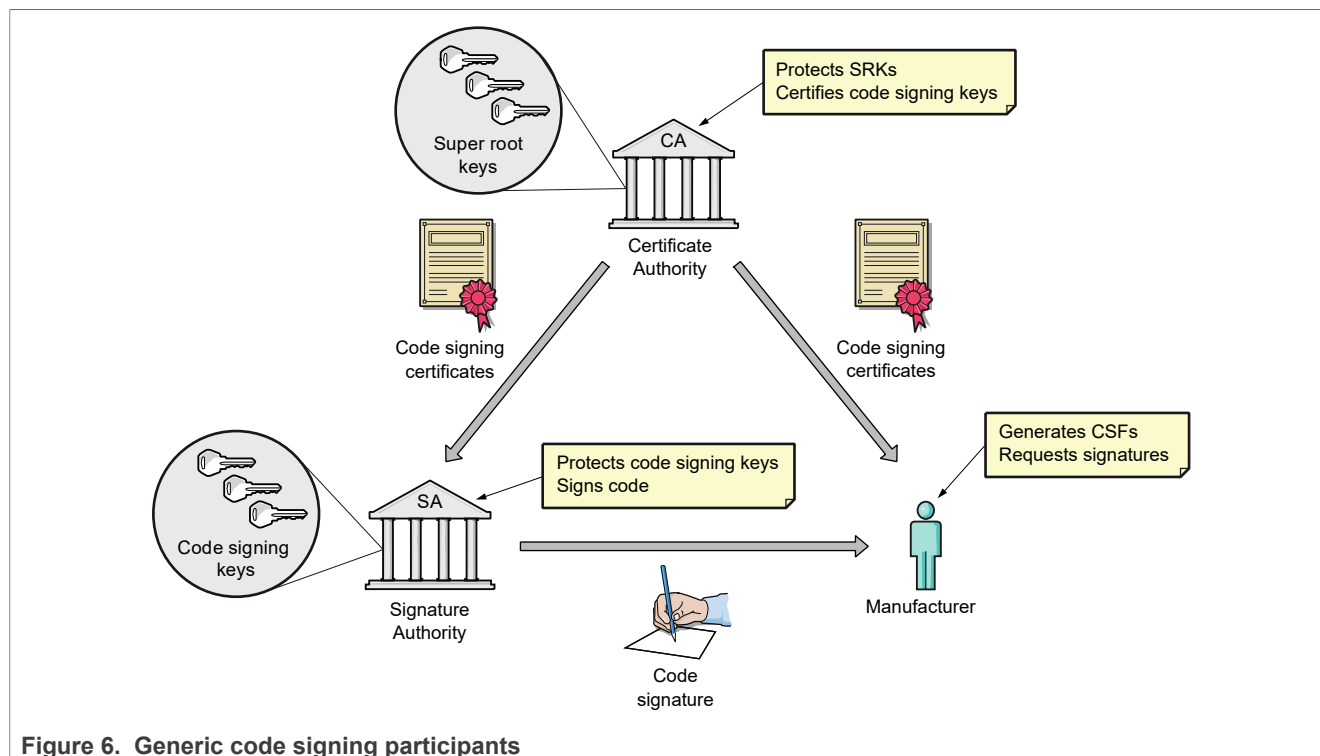 Protects SRKs
Certifies code signing keys
Super root
keys
CA
Certificate
Authority
Code signing
certificates
Code signing
certificates
Generates CSFs
Requests signatures
Protects code signing keys
Signs code
SA
Code signing
keys
Signature
Authority
Manufacturer
Code
signature
Figure 6. Generic code signing participants